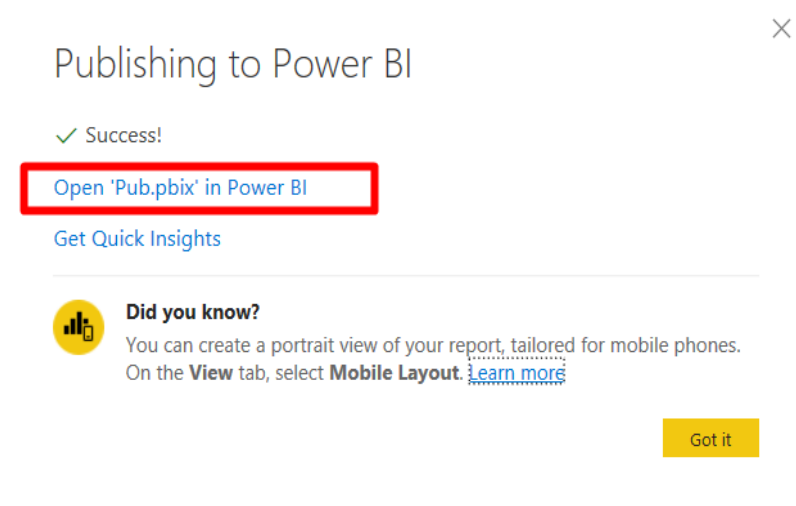 Publishing to Power BI
Success!
Open 'Pub.pbix' in Power BI
Get Quick Insights
Did you know?
You can create a portrait view of your report, tailored for mobile phones.
On the View tab, select Mobile Layout. Learn more
Got it